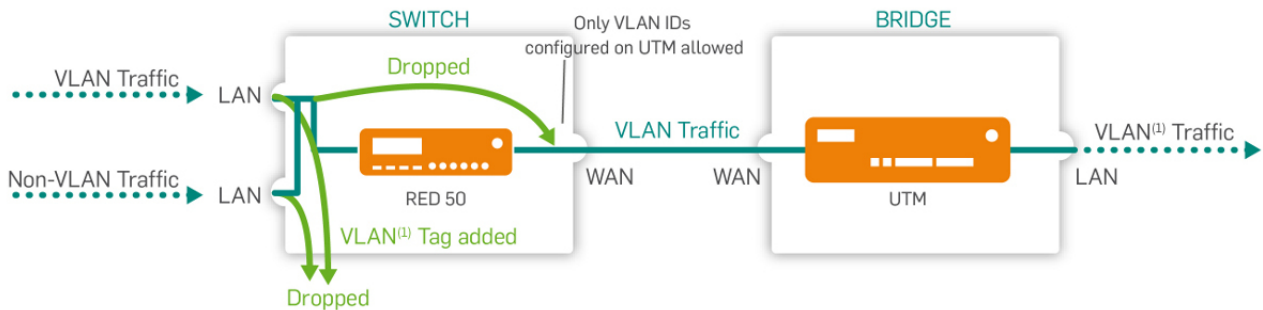 SWITCH
BRIDGE
Only VLAN IDs
configured on UTM allowed
Dropped
VLAN Traffic
LAN
VLAN Traffic
VLAN(1) Traffic
Non-VLAN Traffic
LAN
RED 50
WAN
WAN
UTM
LAN
VLAN(1) Tag added
Dropped